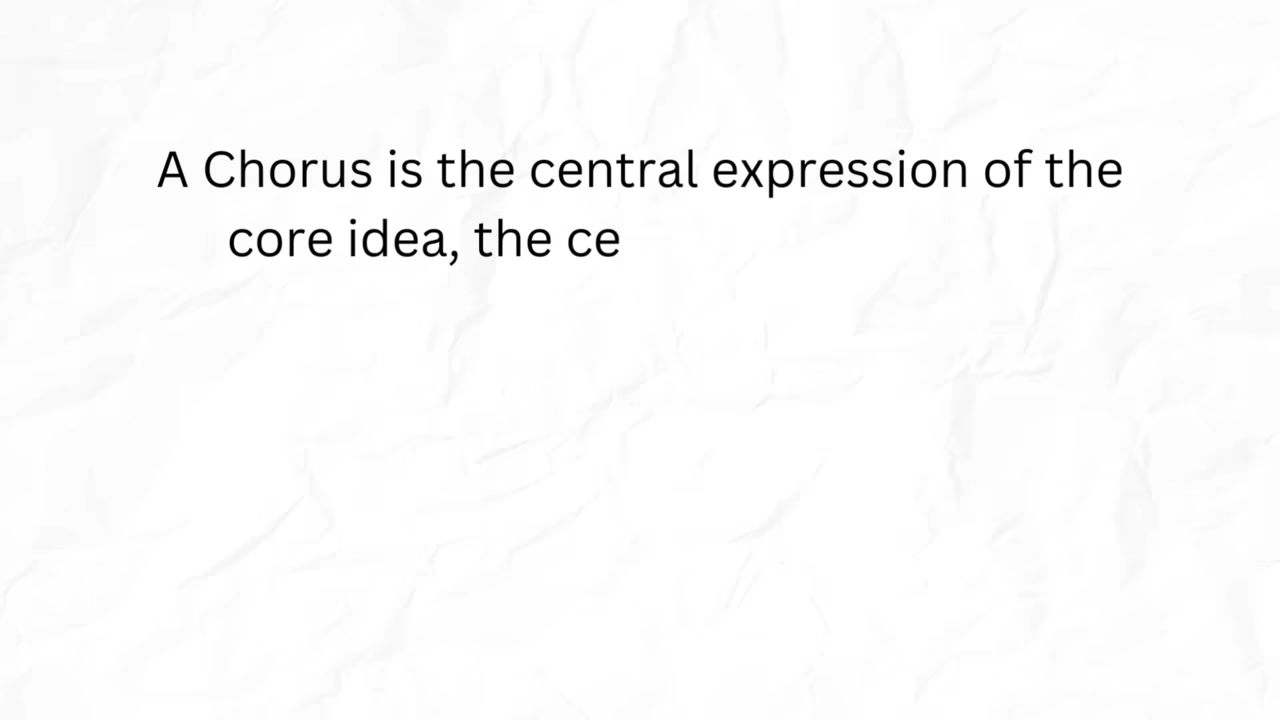 A Chorus is the central expression of the
core idea, the ce